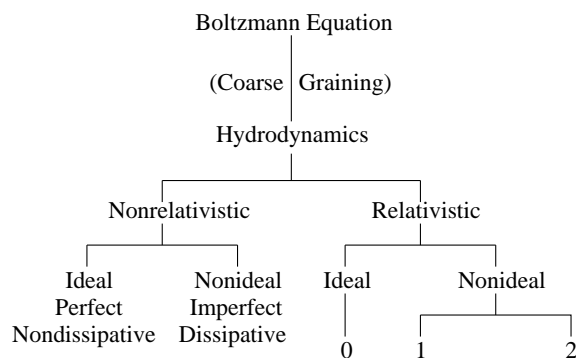 Boltzmann Equation
(Coarse Graining)
Hydrodynamics
Nonrelativistic Relativistic
Ideal Nonideal Ideal Nonideal
Perfect Imperfect
Nondissipative Dissipative
0 1 2